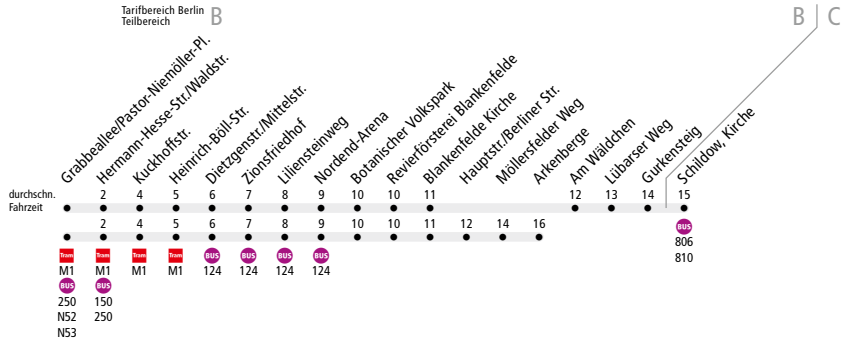 Tarifbereich Berlin B
Teilbereich
B | C
Grabbeallee/Pastor-Niemöller-Pl.
Hermann-Hesse-Str./Waldstr.
Kuckhoffstr.
Heinrich-Böll-Str.
Dietzgenstr./Mittelstr.
Zionsfriedhof
Liliensteinweg
Nordend-Arena
Botanischer Volkspark
Revierförsterei Blankenfelde
Blankenfelde Kirche
Hauptstr./Berliner Str.
Möllersfelder Weg
Arkenberge
Am Wäldchen
Lübarser Weg
Gurkensteig
Schildow, Kirche
durchschn. 2 4 5 6 7 8 9 10 10 11 12 13 14 15
Fahrzeit
2 4 5 6 7 8 9 10 10 11 12 14 16
Tram Tram Tram Tram BUS BUS BUS BUS BUS
M1 M1 M1 M1 124 124 124 124 806
BUS BUS 810
250 150
N52 250
N53